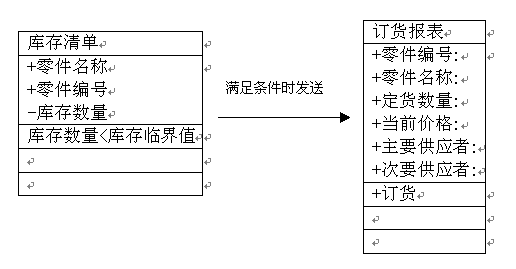 库存清单
+零件名称
+零件编号
-库存数量
库存数量<库存临界值
满足条件时发送
订货报表
+零件编号:
+零件名称:
+定货数量:
+当前价格:
+主要供应者:
+次要供应者:
+订货